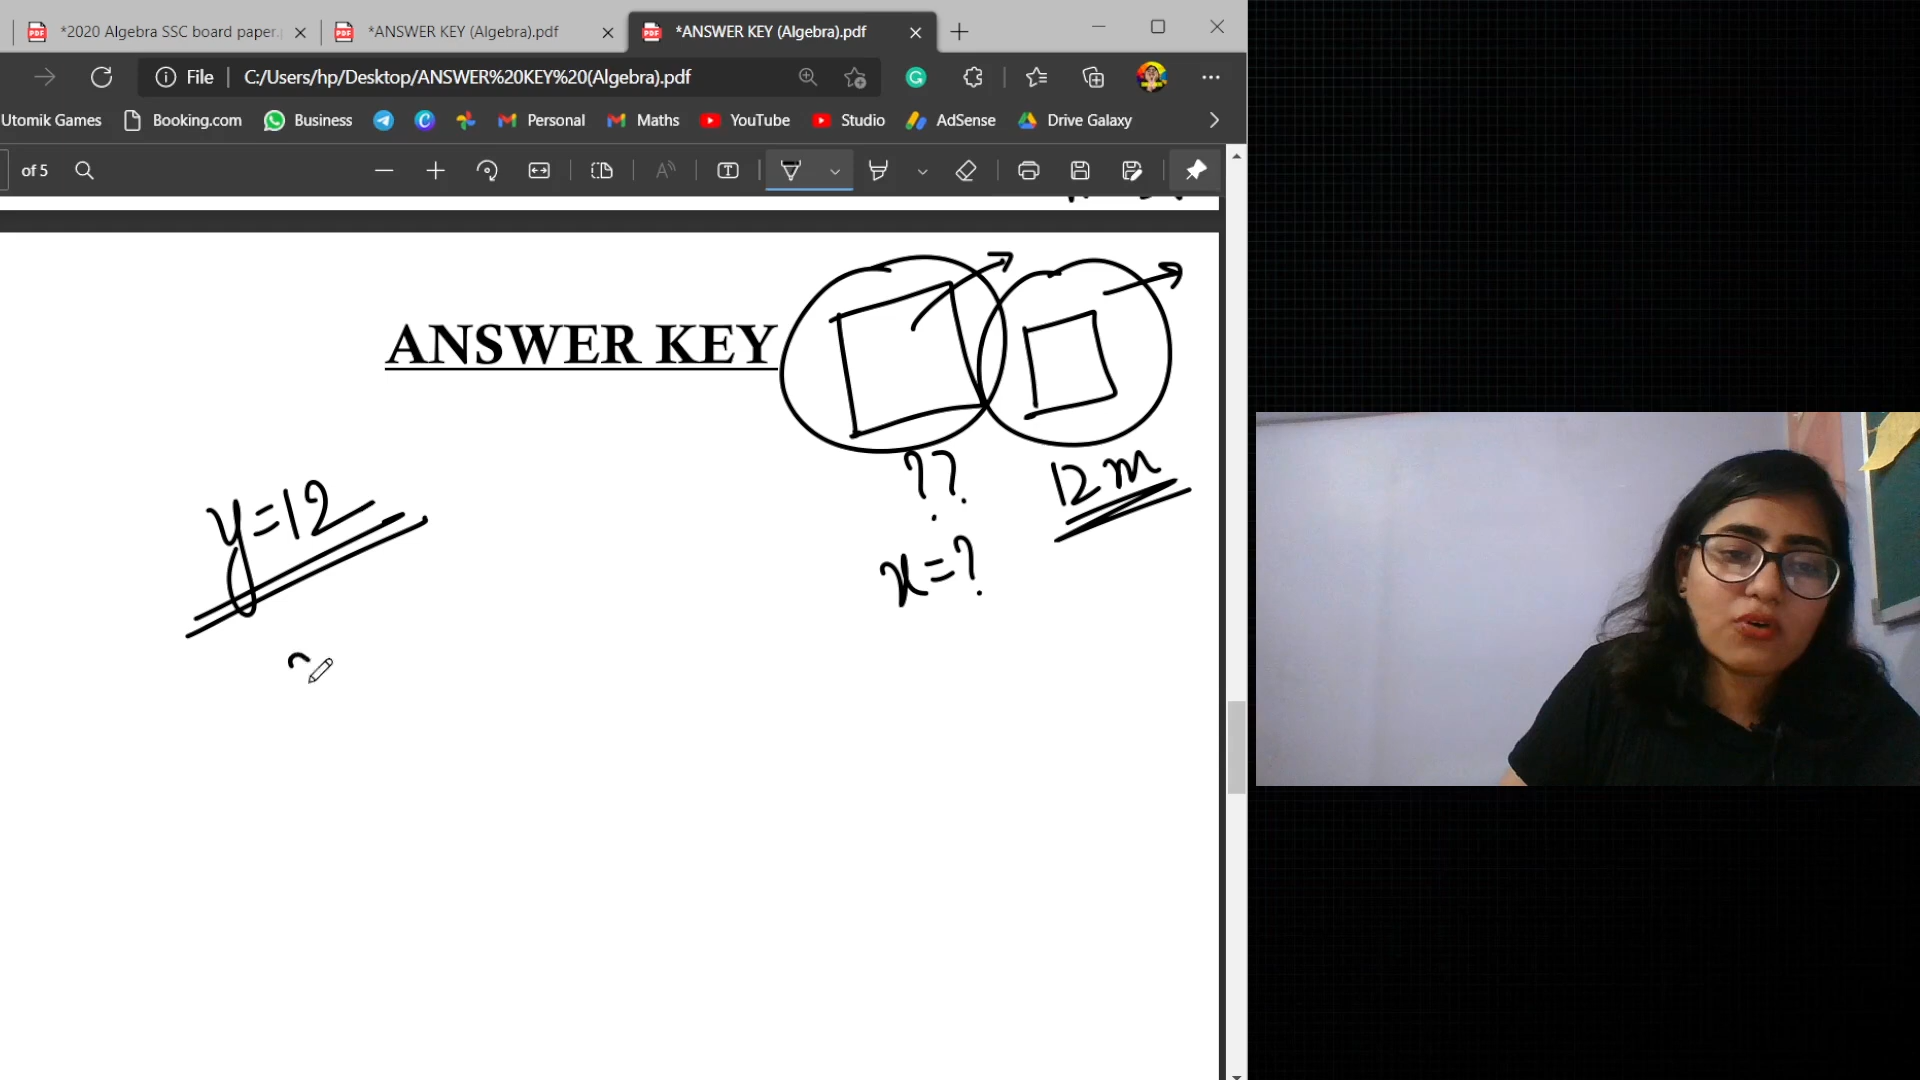 *2020 Algebra SSC board paper.p
*ANSWER KEY (Algebra).pdf
*ANSWER KEY (Algebra).pdf
File
C:/Users/hp/Desktop/ANSWER%20KEY%20(Algebra).pdf
Utomik Games
Booking.com
Business
Personal
Maths
YouTube
Studio
AdSense
Drive Galaxy
of 5
ANSWER KEY
??
12 m
y=12
x=?